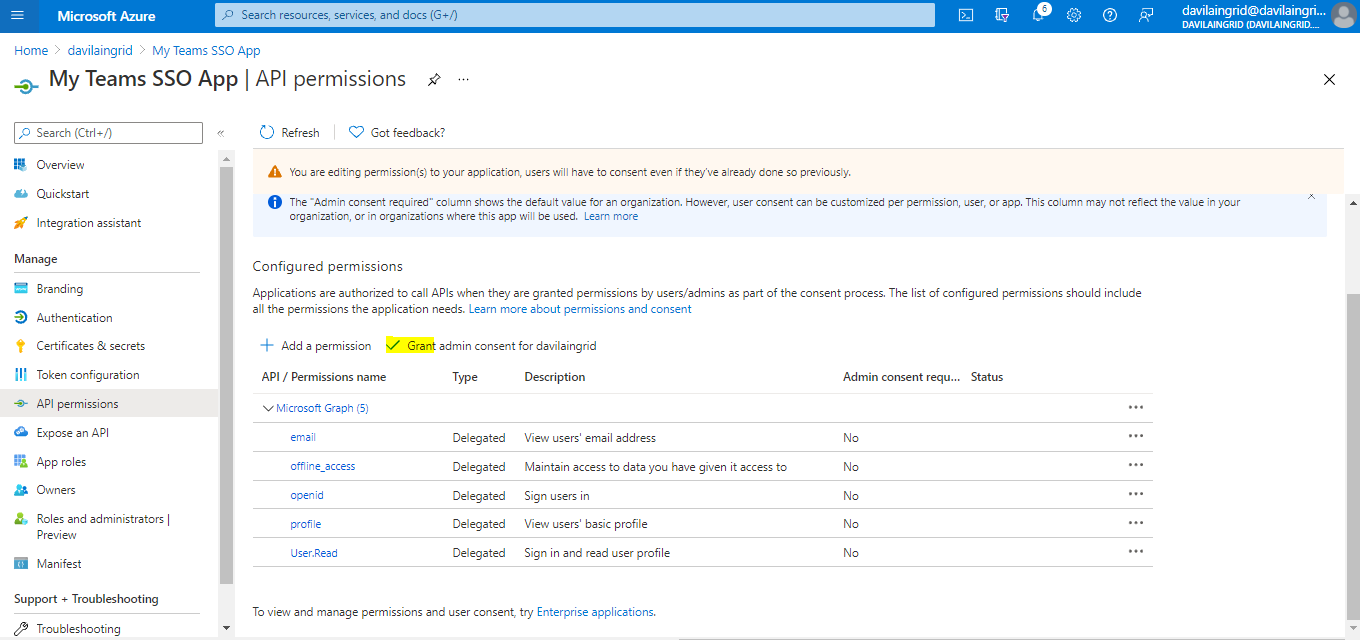 Microsoft Azure
Search resources, services, and docs (G+/)
6
davilaingrid@davilaingri...
DAVILAINGRID (DAVILAINGRID....
Home > davilaingrid > My Teams SSO App
My Teams SSO App | API permissions
Search (Ctrl+/)
Refresh
Got feedback?
Overview
Quickstart
Integration assistant
Manage
Branding
Authentication
Certificates & secrets
Token configuration
API permissions
Expose an API
App roles
Owners
Roles and administrators |
Preview
Manifest
Support + Troubleshooting
Troubleshooting
You are editing permission(s) to your application, users will have to consent even if they've already done so previously.
The "Admin consent required" column shows the default value for an organization. However, user consent can be customized per permission, user, or app. This column may not reflect the value in your
organization, or in organizations where this app will be used. Learn more
Configured permissions
Applications are authorized to call APIs when they are granted permissions by users/admins as part of the consent process. The list of configured permissions should include
all the permissions the application needs. Learn more about permissions and consent
Add a permission
Grant admin consent for davilaingrid
API / Permissions name Type Description Admin consent requ... Status
Microsoft Graph (5)
email Delegated View users' email address No
offline_access Delegated Maintain access to data you have given it access to No
openid Delegated Sign users in No
profile Delegated View users' basic profile No
User.Read Delegated Sign in and read user profile No
To view and manage permissions and user consent, try Enterprise applications.